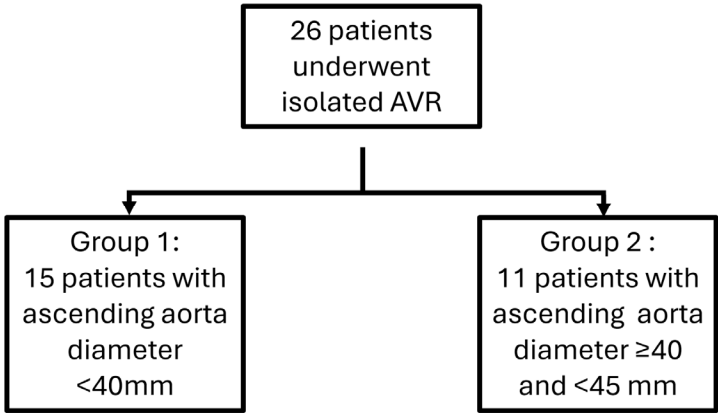 26 patients
underwent
isolated AVR
Group 1:
15 patients with
ascending aorta
diameter
<40mm
Group 2 :
11 patients with
ascending aorta
diameter ≥40
and <45 mm